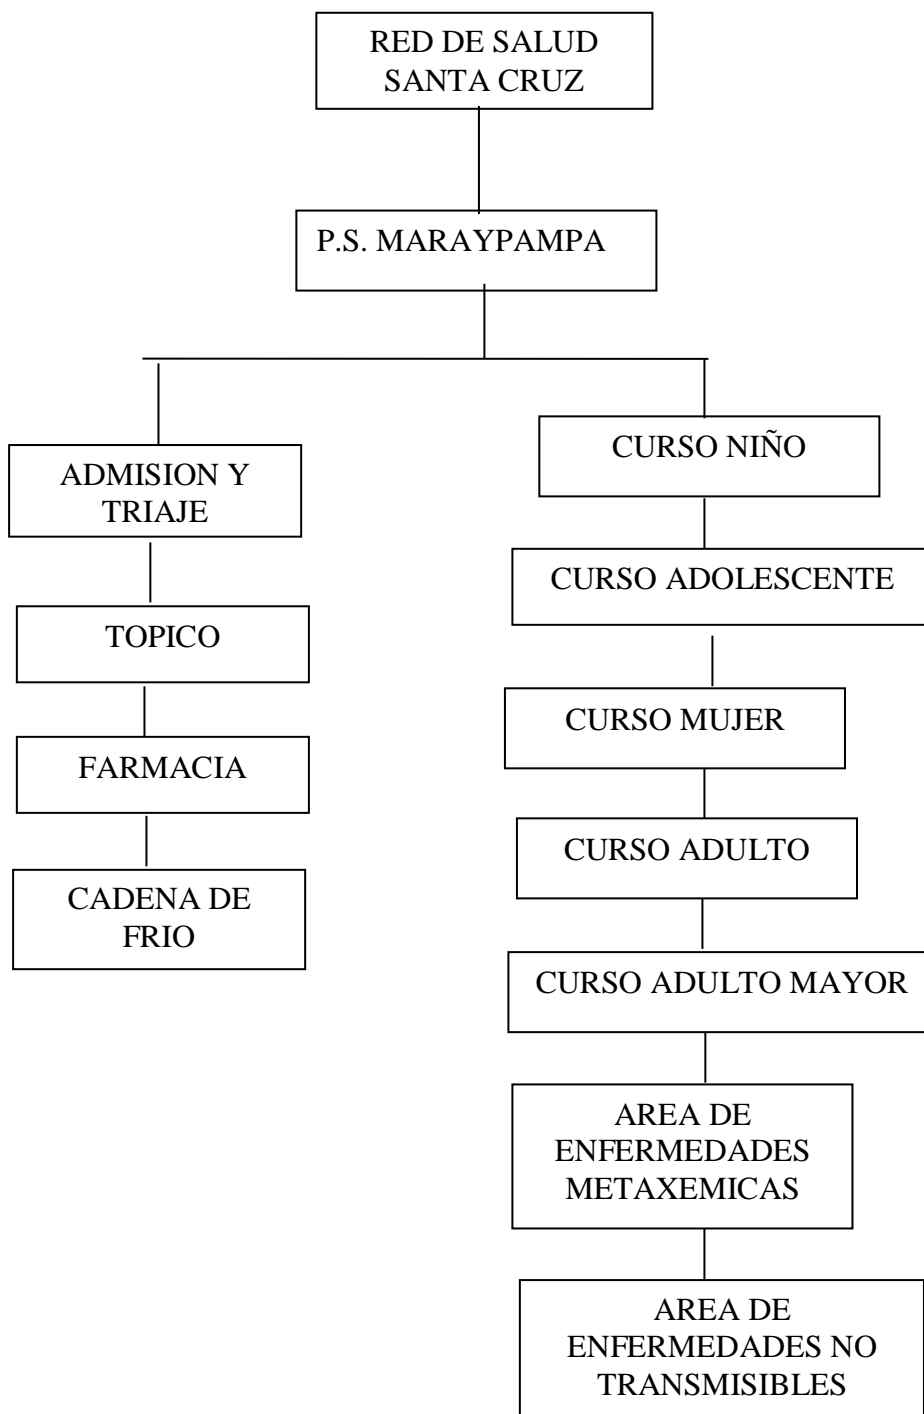 RED DE SALUD
SANTA CRUZ
P.S. MARAYPAMPA
ADMISION Y
TRIAJE
TOPICO
FARMACIA
CADENA DE
FRIO
CURSO NIÑO
CURSO ADOLESCENTE
CURSO MUJER
CURSO ADULTO
CURSO ADULTO MAYOR
AREA DE
ENFERMEDADES
METAXEMICAS
AREA DE
ENFERMEDADES NO
TRANSMISIBLES